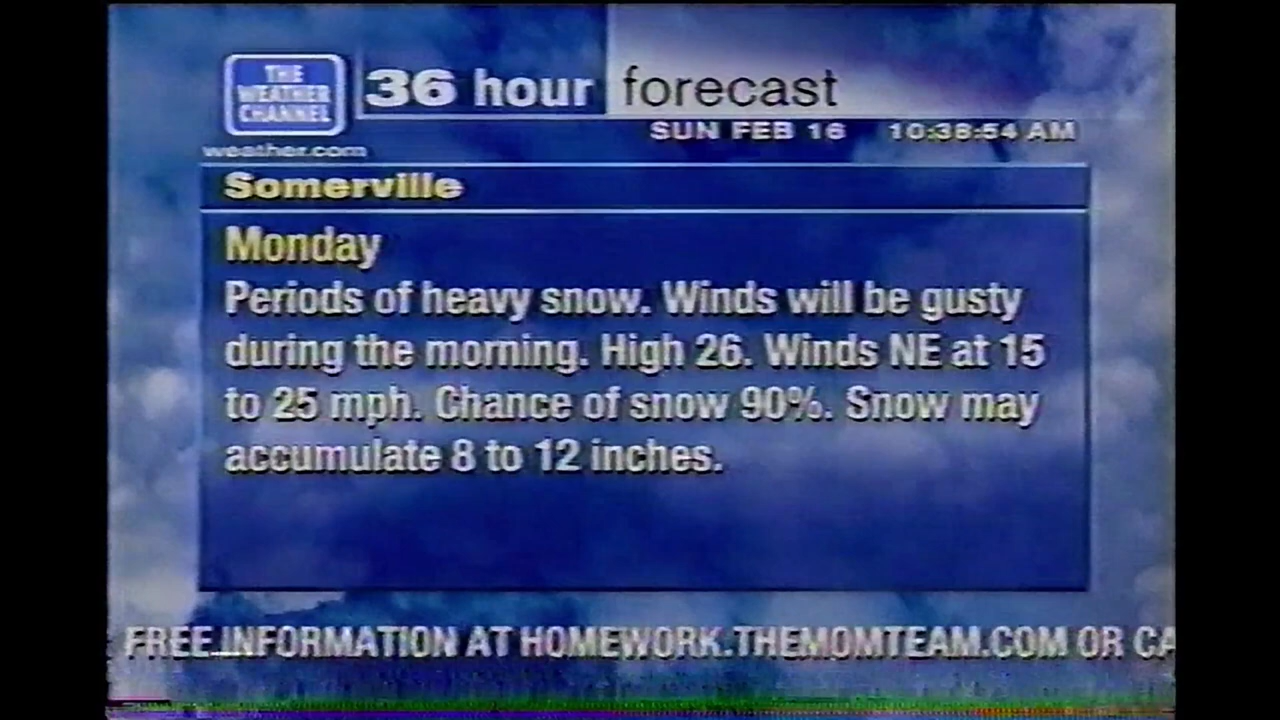 THE
WEATHER
CHANNEL
36 hour forecast
SUN FEB 16 10:38:54 AM
weather.com
Somerville
Monday
Periods of heavy snow. Winds will be gusty
during the morning. High 26. Winds NE at 15
to 25 mph. Chance of snow 90%. Snow may
accumulate 8 to 12 inches.
FREE INFORMATION AT HOMEWORK.THEMOMTEAM.COM OR CA